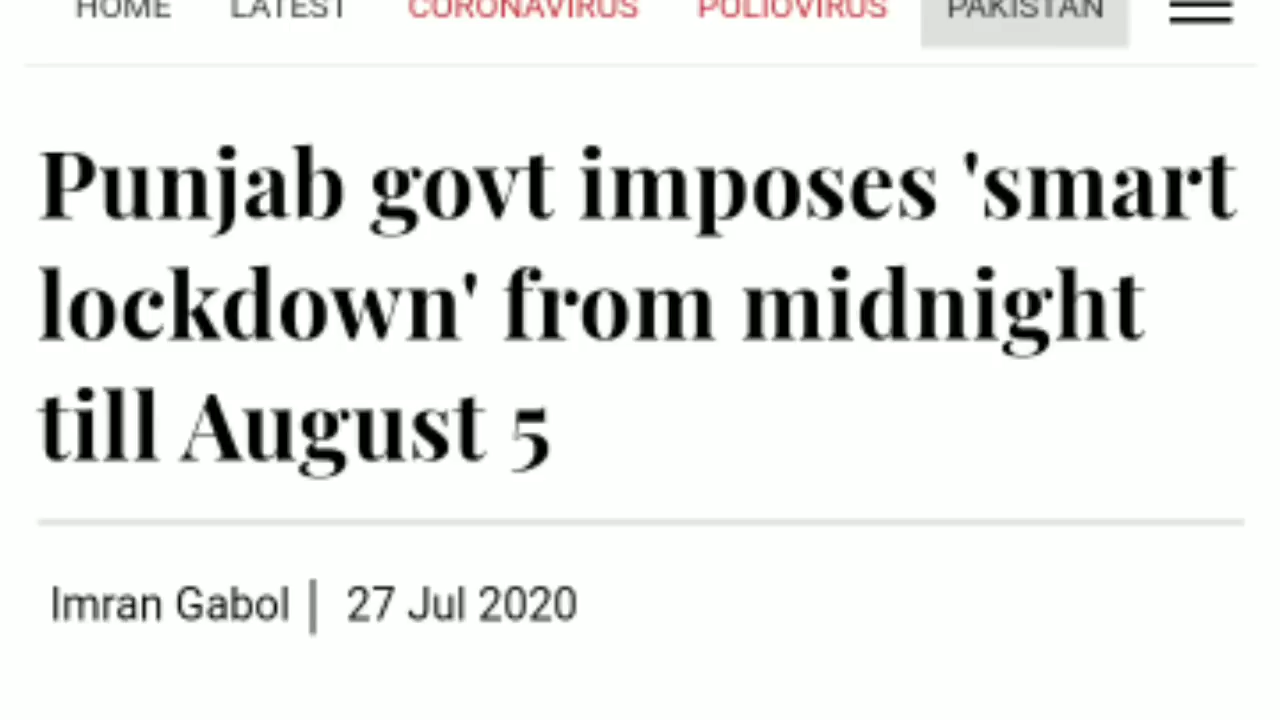 HOME LATEST CORONAVIRUS POLIOVIRUS PAKISTAN
Punjab govt imposes 'smart
lockdown' from midnight
till August 5
Imran Gabol | 27 Jul 2020